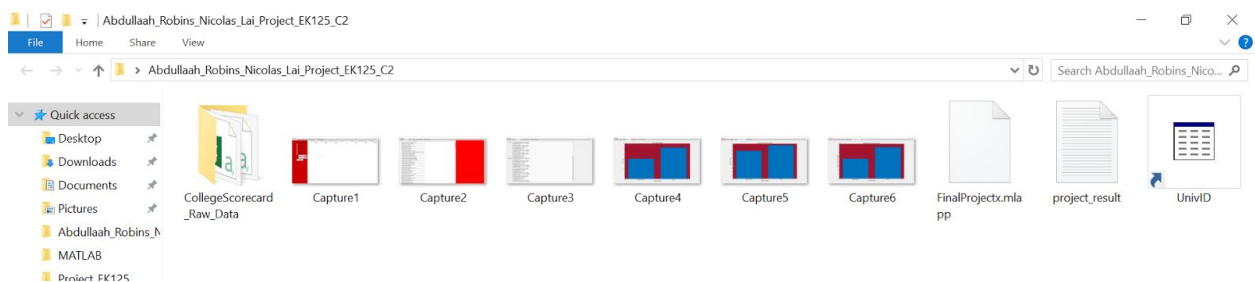 Abdullaah_Robins_Nicolas_Lai_Project_EK125_C2
File Home Share View
Abdullaah_Robins_Nicolas_Lai_Project_EK125_C2
Search Abdullaah_Robins_Nico...
Quick access
Desktop
Downloads
Documents
Pictures
Abdullaah_Robins_N
MATLAB
Project_EK125
CollegeScorecard
_Raw_Data
Capture1
Capture2
Capture3
Capture4
Capture5
Capture6
FinalProjectx.mla
pp
project_result
UnivID